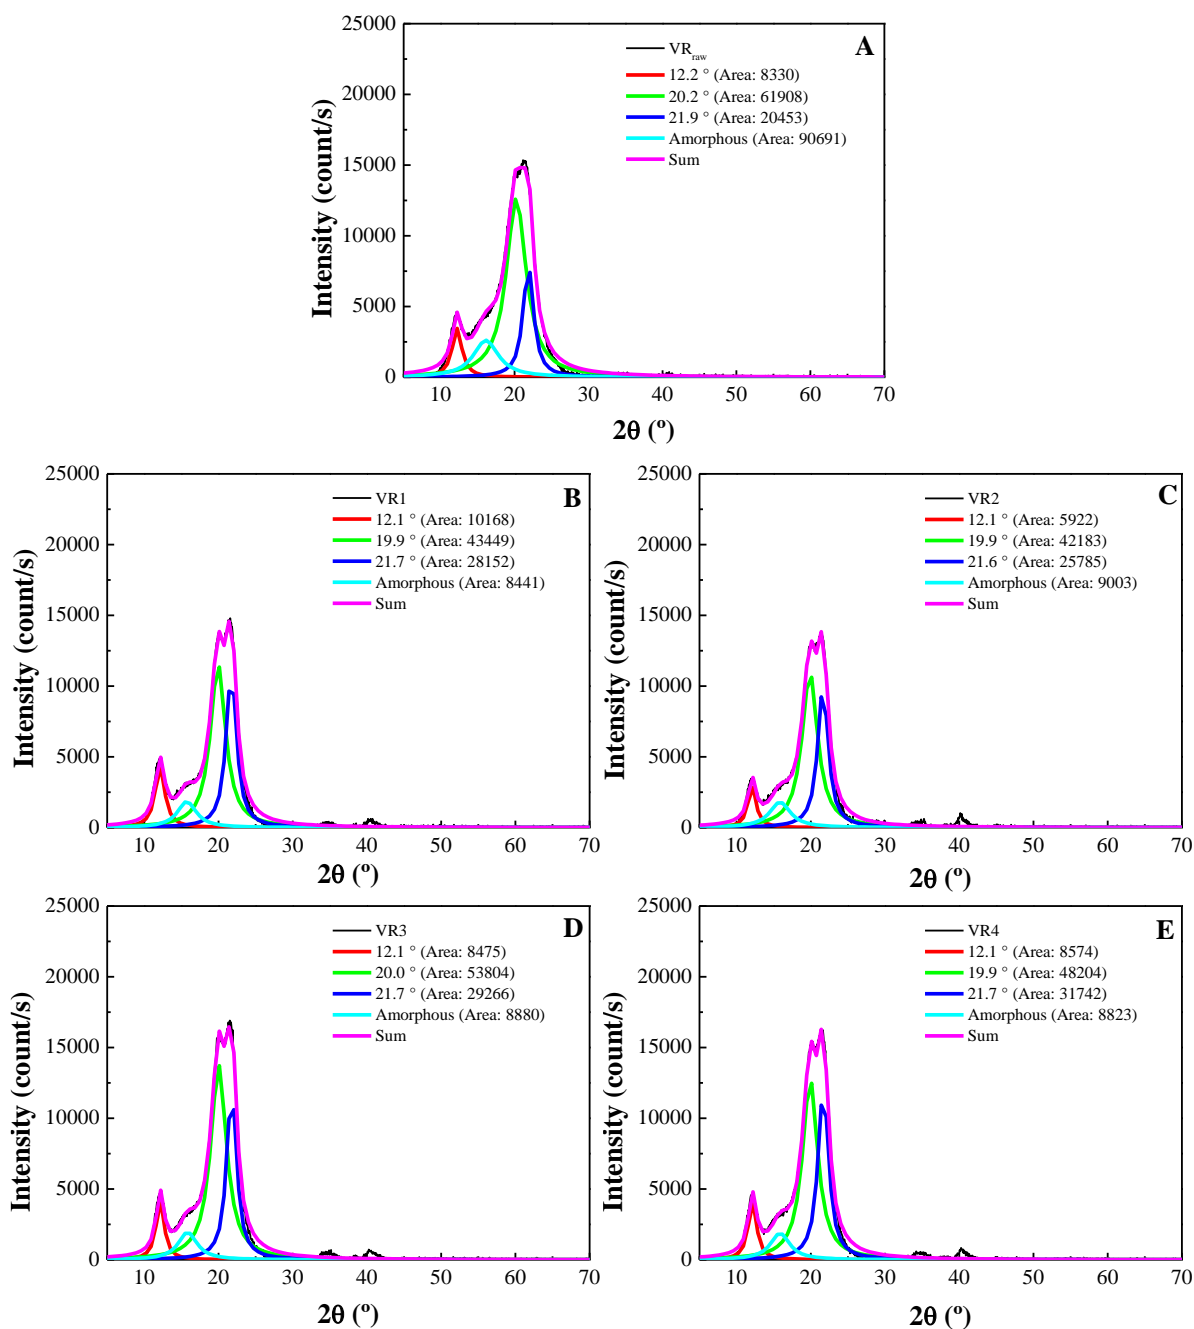 25000
20000
15000
10000
5000
0
Intensity (count/s)
A
VRraw
12.2 ° (Area: 8330)
20.2 ° (Area: 61908)
21.9 ° (Area: 20453)
Amorphous (Area: 90691)
Sum
10 20 30 40 50 60 70
2θ (º)
25000
20000
15000
10000
5000
0
Intensity (count/s)
B
VR1
12.1 ° (Area: 10168)
19.9 ° (Area: 43449)
21.7 ° (Area: 28152)
Amorphous (Area: 8441)
Sum
10 20 30 40 50 60 70
2θ (º)
25000
20000
15000
10000
5000
0
Intensity (count/s)
C
VR2
12.1 ° (Area: 5922)
19.9 ° (Area: 42183)
21.6 ° (Area: 25785)
Amorphous (Area: 9003)
Sum
10 20 30 40 50 60 70
2θ (º)
25000
20000
15000
10000
5000
0
Intensity (count/s)
D
VR3
12.1 ° (Area: 8475)
20.0 ° (Area: 53804)
21.7 ° (Area: 29266)
Amorphous (Area: 8880)
Sum
10 20 30 40 50 60 70
2θ (º)
25000
20000
15000
10000
5000
0
Intensity (count/s)
E
VR4
12.1 ° (Area: 8574)
19.9 ° (Area: 48204)
21.7 ° (Area: 31742)
Amorphous (Area: 8823)
Sum
10 20 30 40 50 60 70
2θ (º)